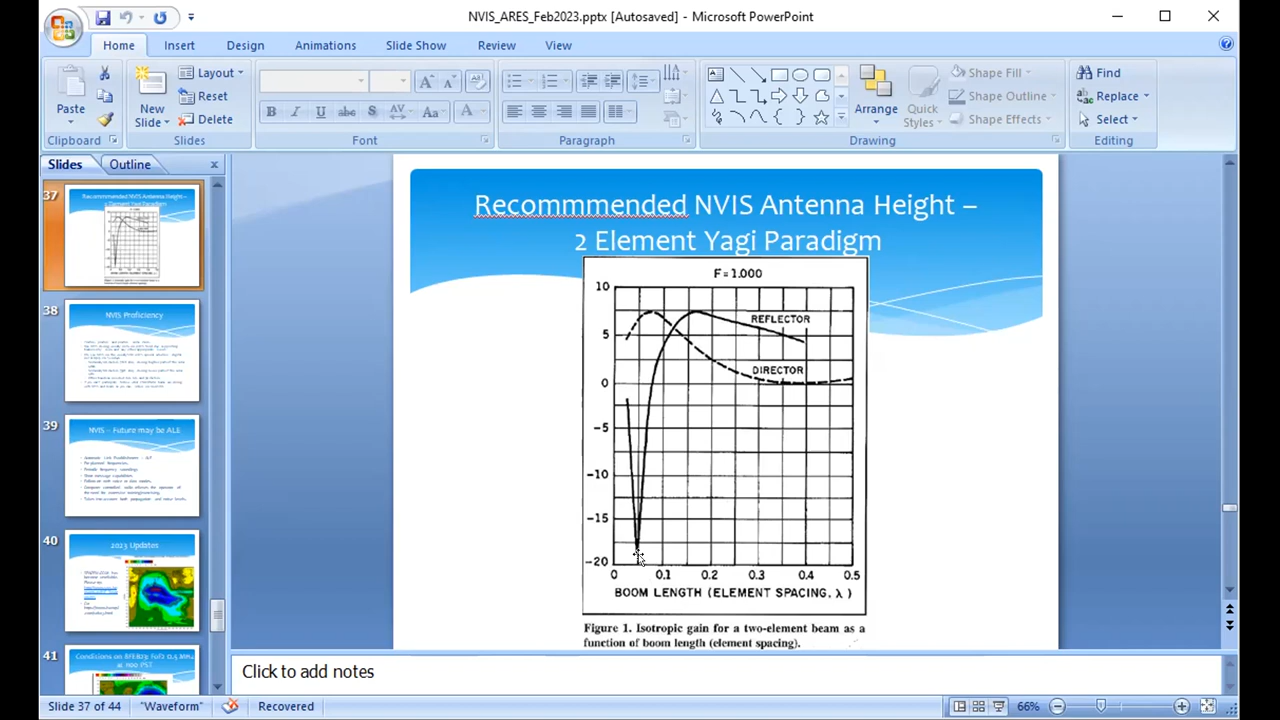 NVIS_ARES_Feb2023.pptx [Autosaved] - Microsoft PowerPoint
Home Insert Design Animations Slide Show Review View
Paste
Clipboard
New
Slide
Layout
Reset
Delete
Slides
B I U abc S AV Aa A
Font
Paragraph
Arrange
Quick
Styles
Shape Fill
Shape Outline
Shape Effects
Drawing
Find
Replace
Select
Editing
Slides Outline
37
38
NVIS Proficiency
39
NVIS – Future may be ALE
40
2023 Updates
41
Recommmended NVIS Antenna Height –
2 Element Yagi Paradigm
F = 1.000
10
5
0
-5
-10
-15
-20
REFLECTOR
DIRECTOR
0 0.1 0.2 0.3 0.4 0.5
BOOM LENGTH (ELEMENT SPACING, λ)
Figure 1. Isotropic gain for a two-element beam as a
function of boom length (element spacing).
Click to add notes
Slide 37 of 44 "Waveform" Recovered 66%